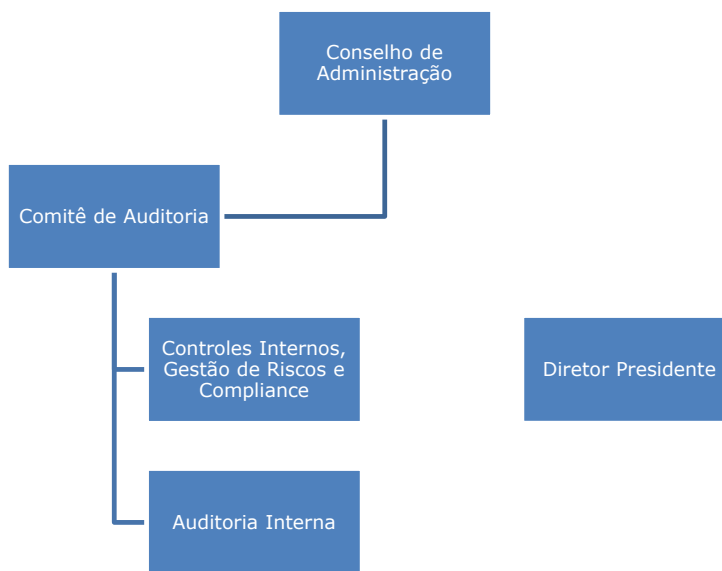 Conselho de
Administração
Comitê de Auditoria
Controles Internos,
Gestão de Riscos e
Compliance
Diretor Presidente
Auditoria Interna